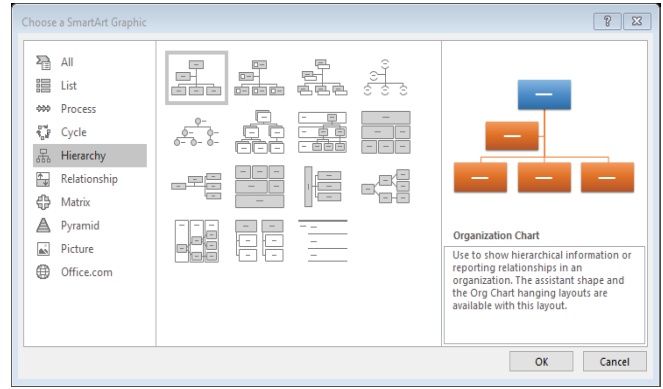 Choose a SmartArt Graphic
?
All
List
Process
Cycle
Hierarchy
Relationship
Matrix
Pyramid
Picture
Office.com
Organization Chart
Use to show hierarchical information or
reporting relationships in an
organization. The assistant shape and
the Org Chart hanging layouts are
available with this layout.
OK
Cancel